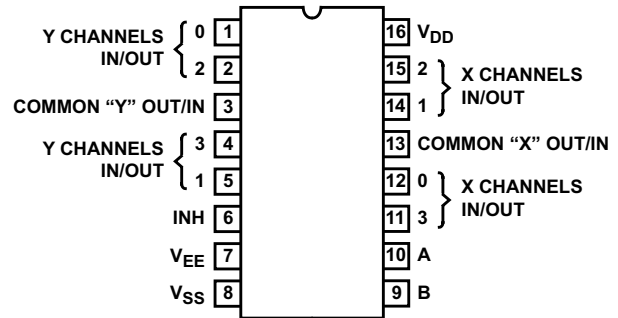 Y CHANNELS IN/OUT
0 1
2 2
COMMON “Y” OUT/IN 3
Y CHANNELS IN/OUT
3 4
1 5
INH 6
VEE 7
VSS 8
16 VDD
15 2
14 1
X CHANNELS IN/OUT
13 COMMON “X” OUT/IN
12 0
11 3
X CHANNELS IN/OUT
10 A
9 B